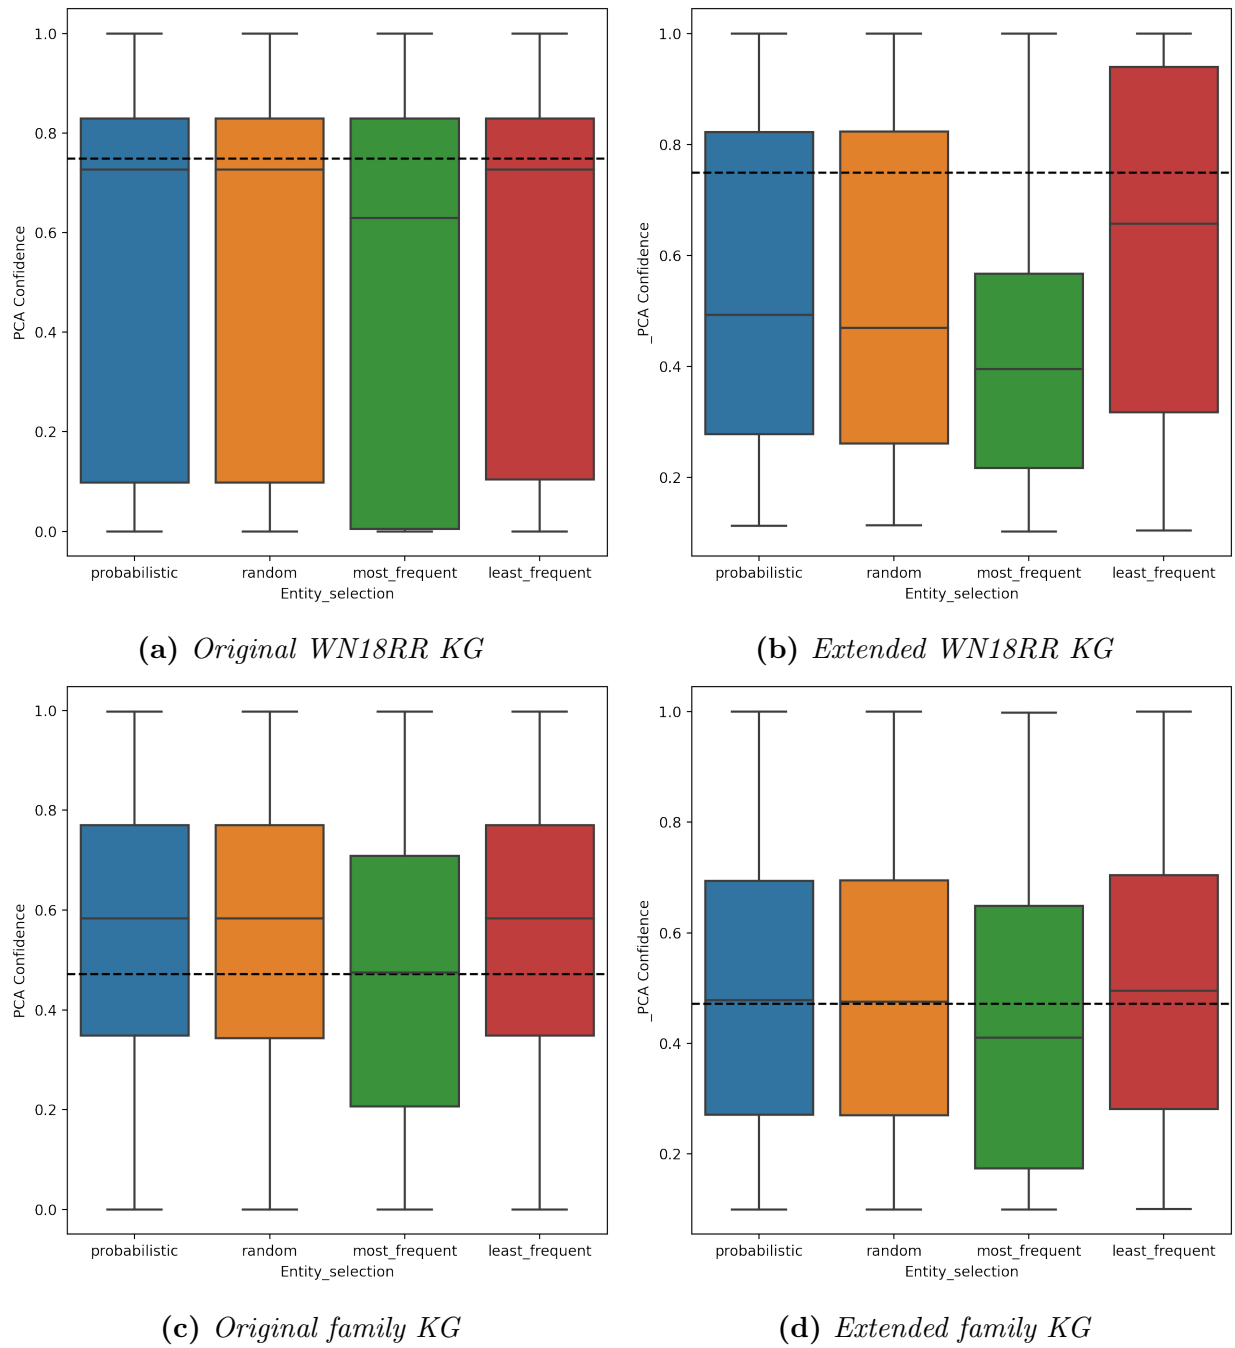 1.0
0.8
0.6
0.4
0.2
0.0
PCA Confidence
probabilistic random most_frequent least_frequent
Entity_selection
(a) Original WN18RR KG
1.0
0.8
0.6
0.4
0.2
_PCA Confidence
probabilistic random most_frequent least_frequent
Entity_selection
(b) Extended WN18RR KG
1.0
0.8
0.6
0.4
0.2
0.0
PCA Confidence
probabilistic random most_frequent least_frequent
Entity_selection
(c) Original family KG
1.0
0.8
0.6
0.4
0.2
_PCA Confidence
probabilistic random most_frequent least_frequent
Entity_selection
(d) Extended family KG